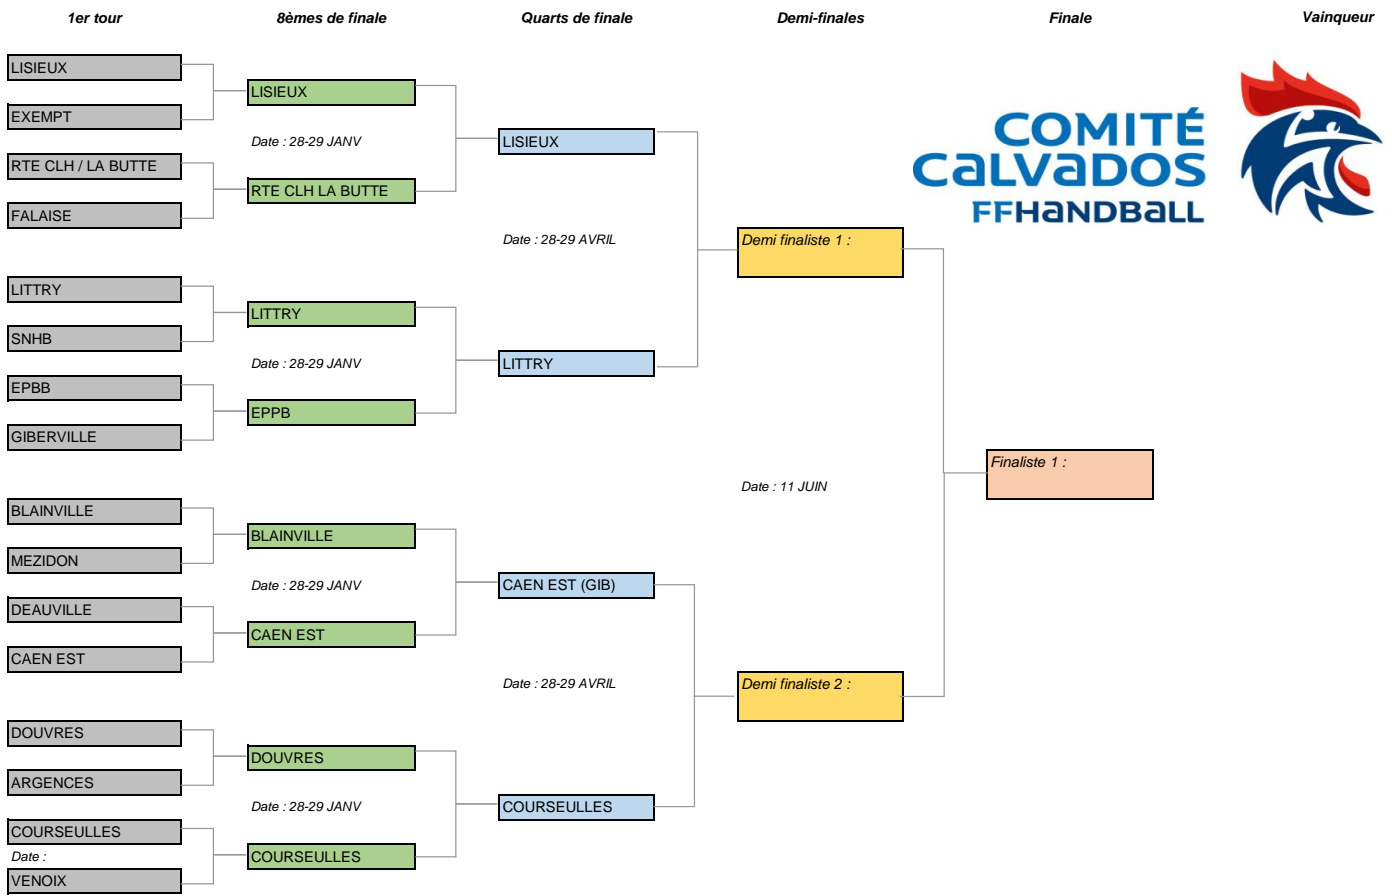 1er tour
8èmes de finale
Quarts de finale
Demi-finales
Finale
Vainqueur
LISIEUX
EXEMPT
RTE CLH / LA BUTTE
FALAISE
LITTRY
SNHB
EPBB
GIBERVILLE
BLAINVILLE
MEZIDON
DEAUVILLE
CAEN EST
DOUVRES
ARGENCES
COURSEULLES
Date :
VENOIX
LISIEUX
Date : 28-29 JANV
RTE CLH LA BUTTE
LITTRY
Date : 28-29 JANV
EPPB
BLAINVILLE
Date : 28-29 JANV
CAEN EST
DOUVRES
Date : 28-29 JANV
COURSEULLES
LISIEUX
Date : 28-29 AVRIL
LITTRY
CAEN EST (GIB)
Date : 28-29 AVRIL
COURSEULLES
Demi finaliste 1 :
Date : 11 JUIN
Demi finaliste 2 :
Finaliste 1 :
COMITÉ
CaLVaDOS
FFHaNDBaLL